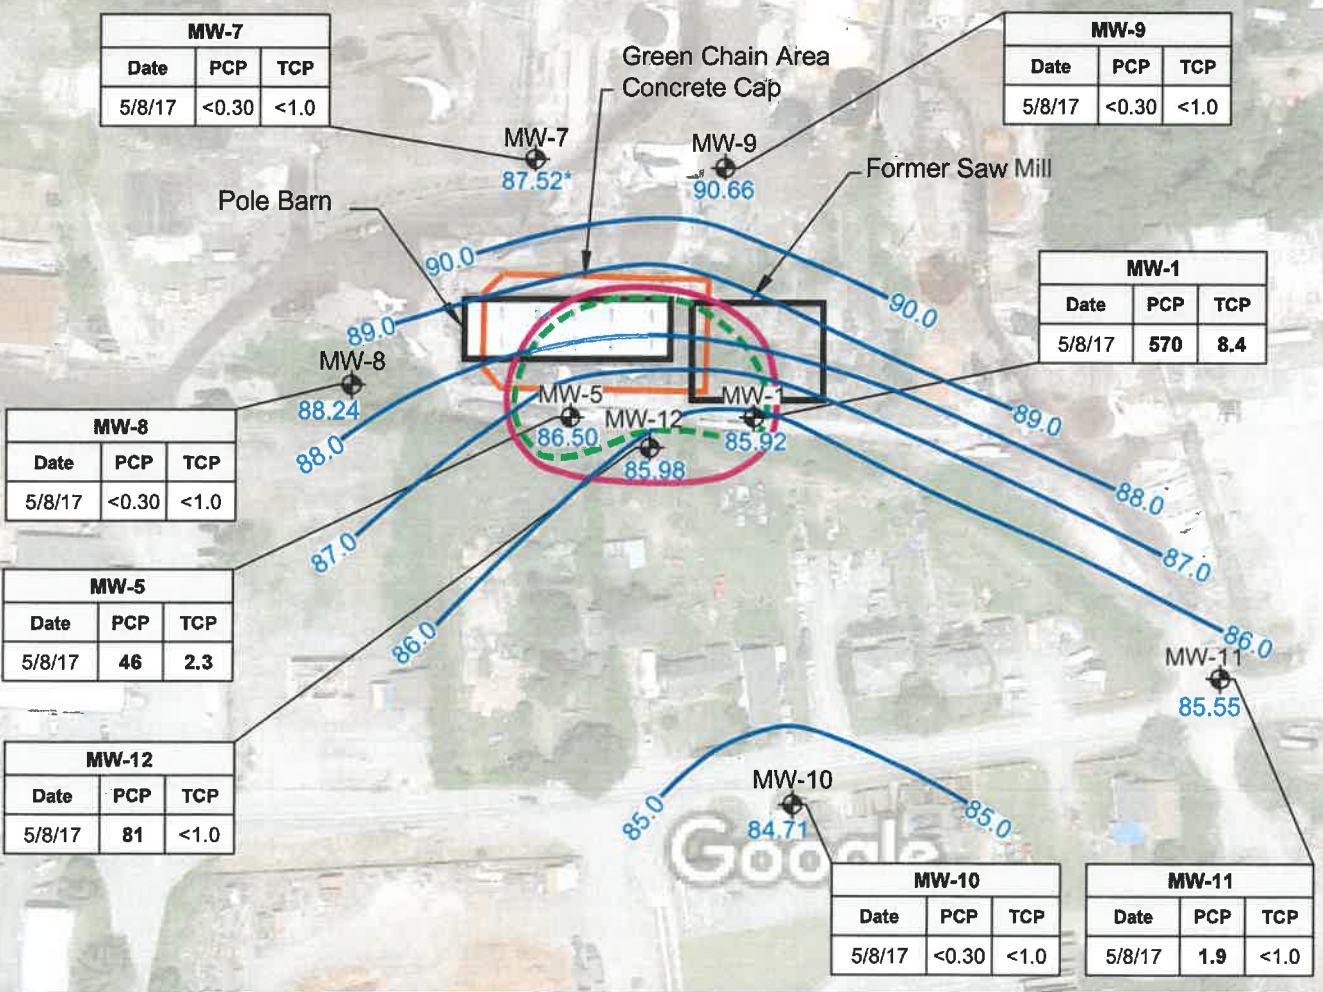 MW-7
Date PCP TCP
5/8/17 <0.30 <1.0
MW-9
Date PCP TCP
5/8/17 <0.30 <1.0
Green Chain Area
Concrete Cap
MW-7
87.52*
MW-9
90.66
Former Saw Mill
Pole Barn
90.0
90.0
MW-1
Date PCP TCP
5/8/17 570 8.4
89.0
89.0
MW-8
88.24
MW-5
86.50
MW-12
85.98
MW-1
85.92
MW-8
Date PCP TCP
5/8/17 <0.30 <1.0
88.0
88.0
87.0
87.0
MW-5
Date PCP TCP
5/8/17 46 2.3
86.0
86.0
MW-11
85.55
MW-12
Date PCP TCP
5/8/17 81 <1.0
MW-10
84.71
85.0
85.0
Google
MW-10
Date PCP TCP
5/8/17 <0.30 <1.0
MW-11
Date PCP TCP
5/8/17 1.9 <1.0